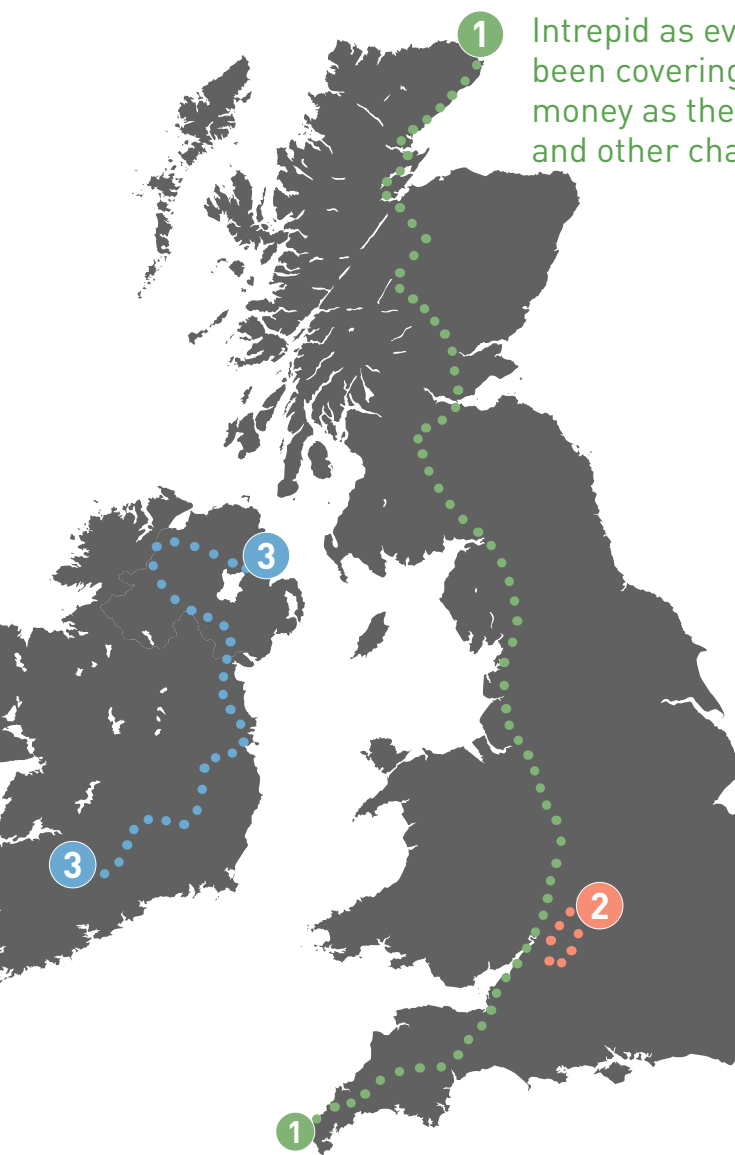 1
Intrepid as ev
been covering
money as the
and other cha
3
3
2
1